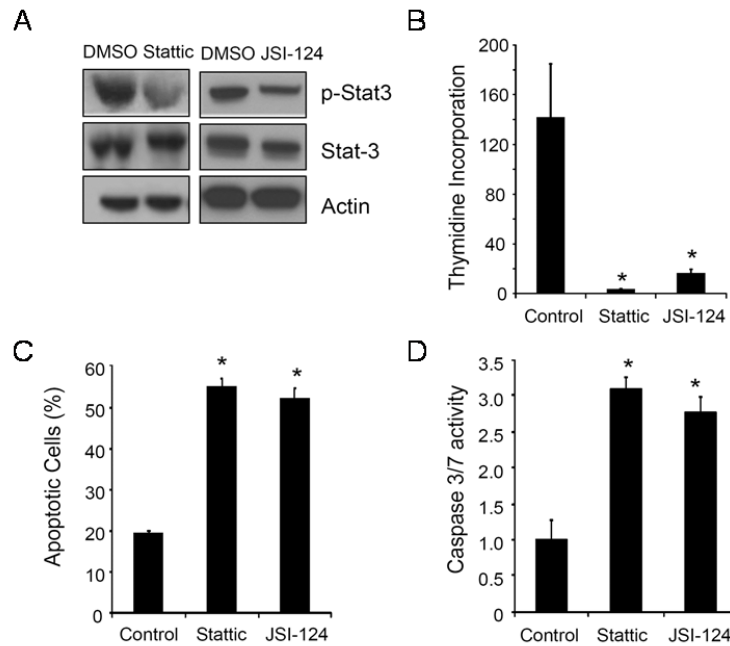 A
DMSO Stattic DMSO JSI-124
p-Stat3
Stat-3
Actin
B
Thymidine Incorporation
200
160
120
80
40
0
*
*
Control Stattic JSI-124
C
Apoptotic Cells (%)
60
50
40
30
20
10
0
*
*
Control Stattic JSI-124
D
Caspase 3/7 activity
3.5
3.0
2.5
2.0
1.5
1.0
0.5
0
*
*
Control Stattic JSI-124